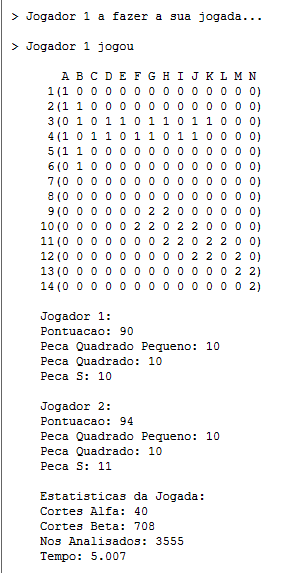 > Jogador 1 a fazer a sua jogada...
> Jogador 1 jogou
A B C D E F G H I J K L M N
1(1 0 0 0 0 0 0 0 0 0 0 0 0 0)
2(1 1 0 0 0 0 0 0 0 0 0 0 0 0)
3(0 1 0 1 1 0 1 1 0 1 1 0 0 0)
4(1 0 1 1 0 1 1 0 1 1 0 0 0 0)
5(1 1 0 0 0 0 0 0 0 0 0 0 0 0)
6(0 1 0 0 0 0 0 0 0 0 0 0 0 0)
7(0 0 0 0 0 0 0 0 0 0 0 0 0 0)
8(0 0 0 0 0 0 0 0 0 0 0 0 0 0)
9(0 0 0 0 0 0 2 2 0 0 0 0 0 0)
10(0 0 0 0 0 2 2 0 2 2 0 0 0 0)
11(0 0 0 0 0 0 0 2 2 0 2 2 0 0)
12(0 0 0 0 0 0 0 0 0 2 2 0 2 0)
13(0 0 0 0 0 0 0 0 0 0 0 0 2 2)
14(0 0 0 0 0 0 0 0 0 0 0 0 0 2)
Jogador 1:
Pontuacao: 90
Peca Quadrado Pequeno: 10
Peca Quadrado: 10
Peca S: 10
Jogador 2:
Pontuacao: 94
Peca Quadrado Pequeno: 10
Peca Quadrado: 10
Peca S: 11
Estatisticas da Jogada:
Cortes Alfa: 40
Cortes Beta: 708
Nos Analisados: 3555
Tempo: 5.007